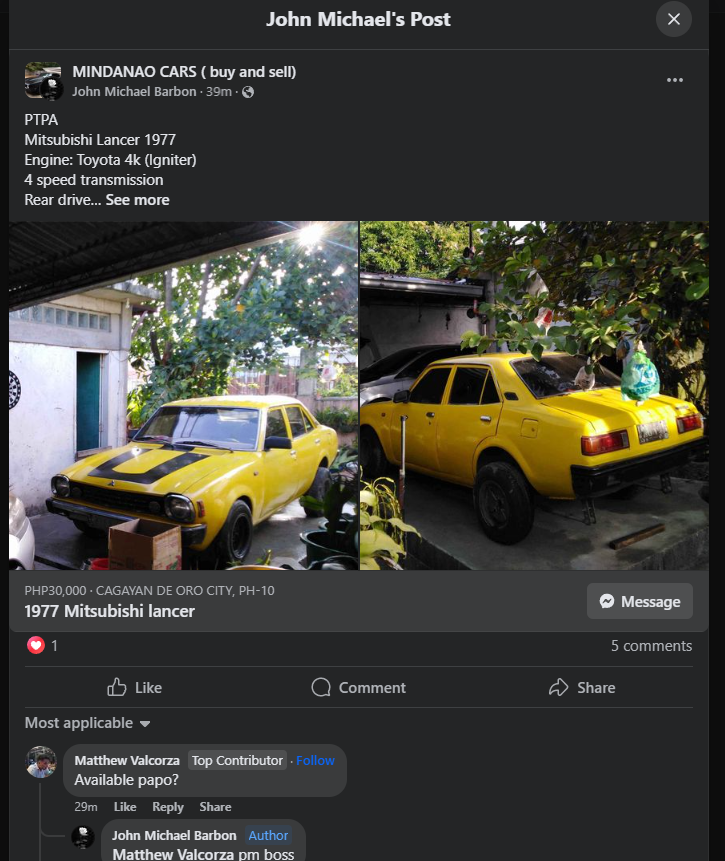 John Michael's Post
MINDANAO CARS ( buy and sell)
John Michael Barbon · 39m ·
PTPA
Mitsubishi Lancer 1977
Engine: Toyota 4k (Igniter)
4 speed transmission
Rear drive... See more
PHP30,000 · CAGAYAN DE ORO CITY, PH-10
1977 Mitsubishi lancer
Message
1
5 comments
Like
Comment
Share
Most applicable
Matthew Valcorza Top Contributor · Follow
Available papo?
29m Like Reply Share
John Michael Barbon Author
Matthew Valcorza pm boss